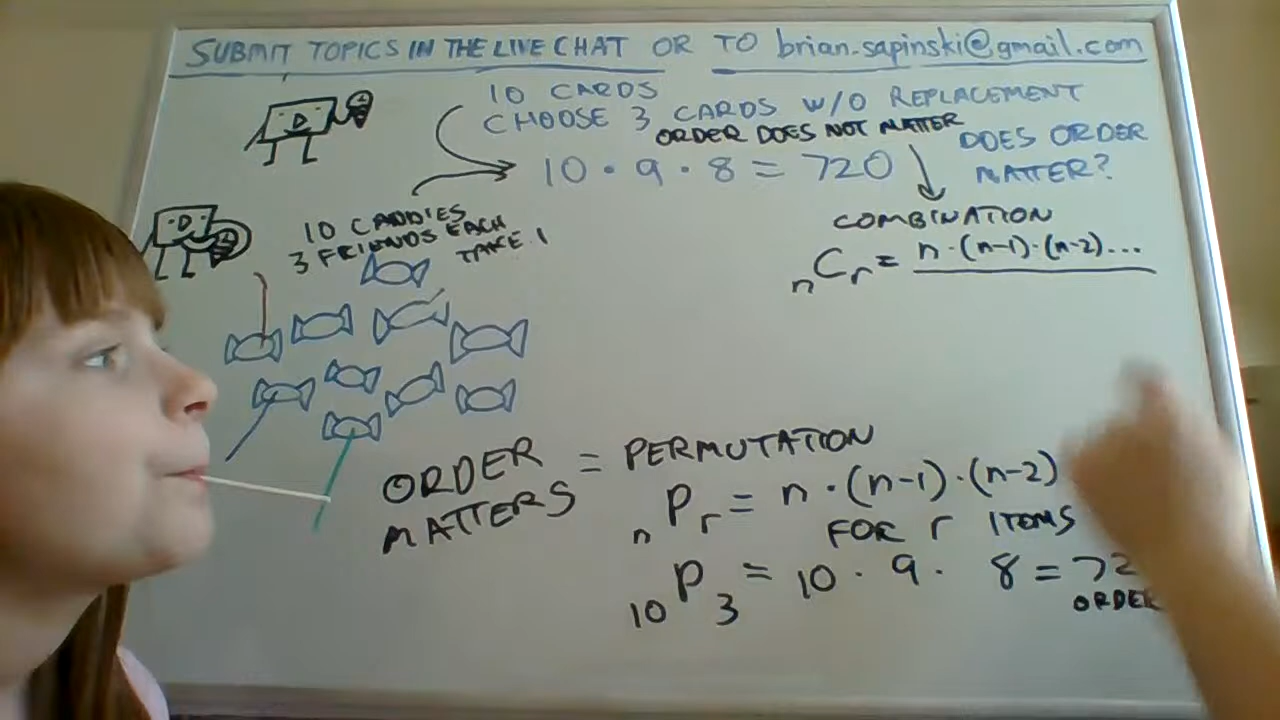 SUBMIT TOPICS IN THE LIVE CHAT OR TO brian.sapinski@gmail.com
10 CARDS
CHOOSE 3 CARDS W/O REPLACEMENT
ORDER DOES NOT MATTER
DOES ORDER
MATTER?
10 · 9 · 8 = 720
D
D
10 CADDIES
3 FRIENDS EACH
TAKE 1
COMBINATION
nCr = n·(n-1)·(n-2)...
ORDER
MATTERS
= PERMUTATION
nPr = n·(n-1)·(n-2)
FOR r ITEMS
10P3 = 10 · 9 · 8 = 72
ORDER